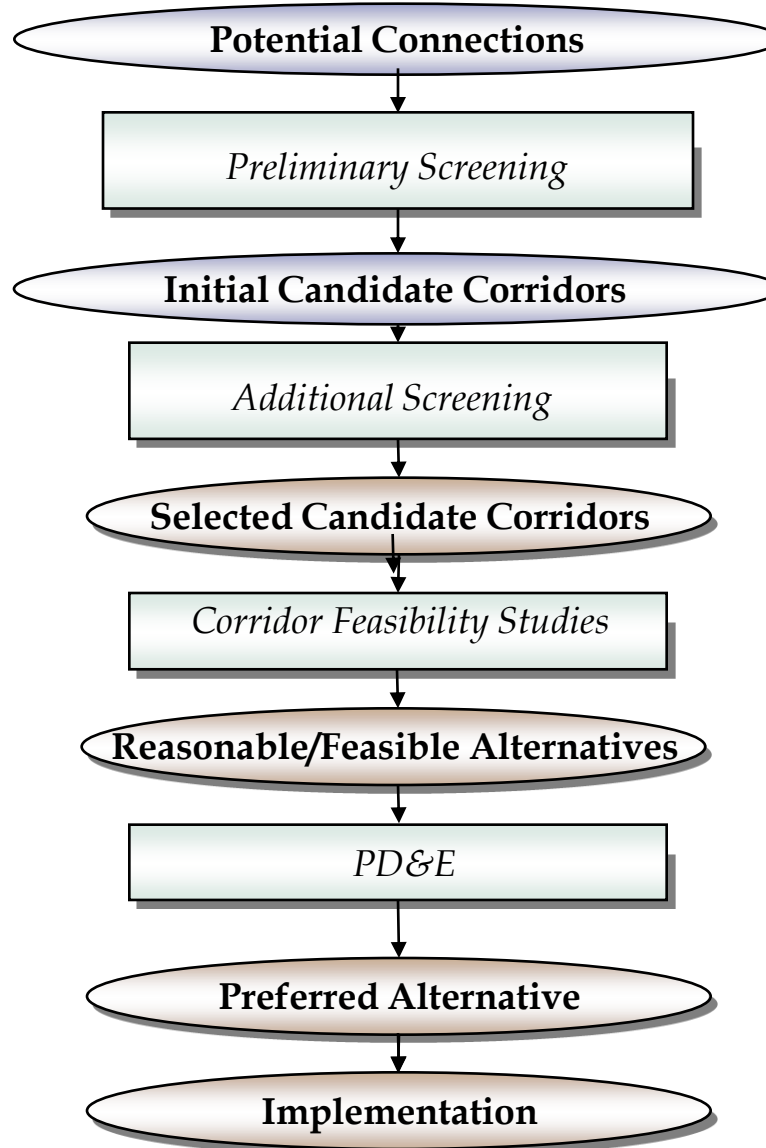 Potential Connections
Preliminary Screening
Initial Candidate Corridors
Additional Screening
Selected Candidate Corridors
Corridor Feasibility Studies
Reasonable/Feasible Alternatives
PD&E
Preferred Alternative
Implementation